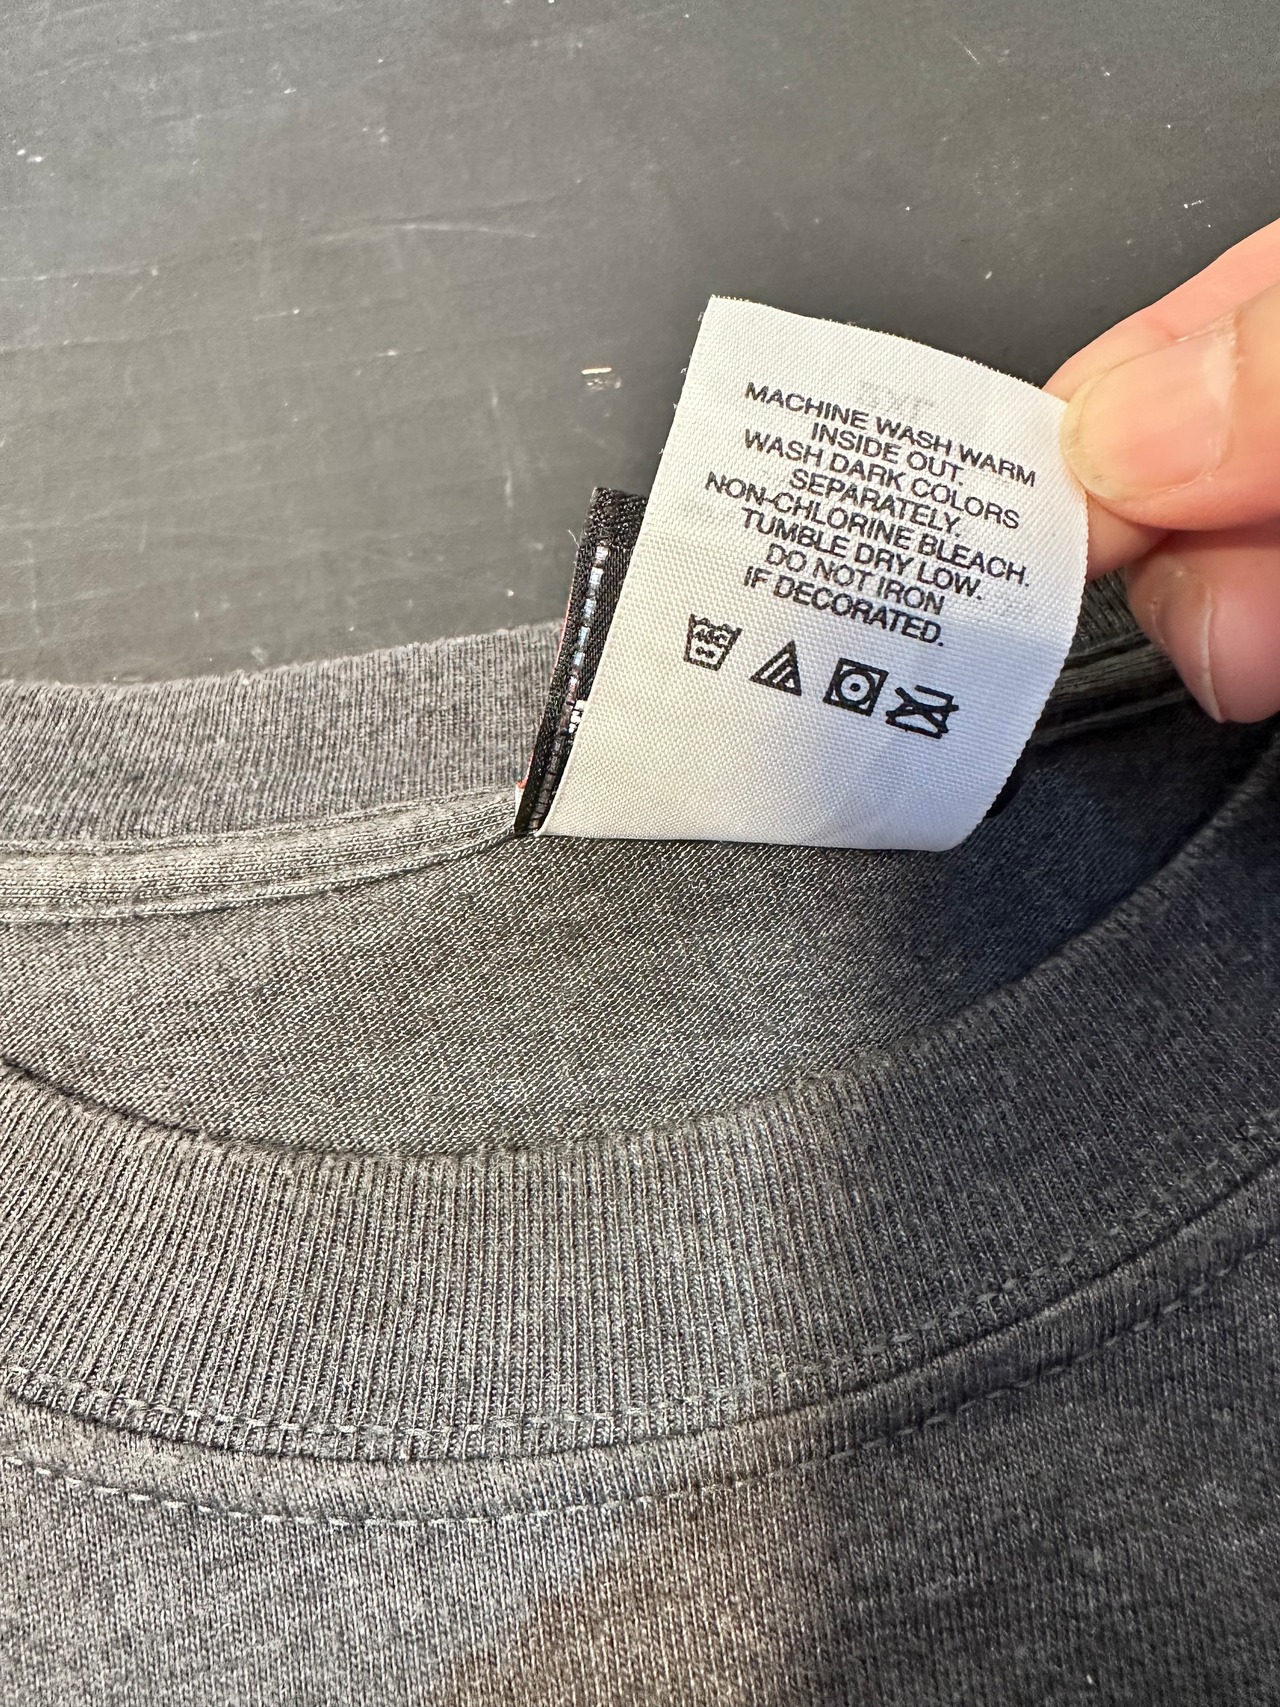 MACHINE WASH WARM
INSIDE OUT.
WASH DARK COLORS
SEPARATELY.
NON-CHLORINE BLEACH.
TUMBLE DRY LOW.
DO NOT IRON
IF DECORATED.